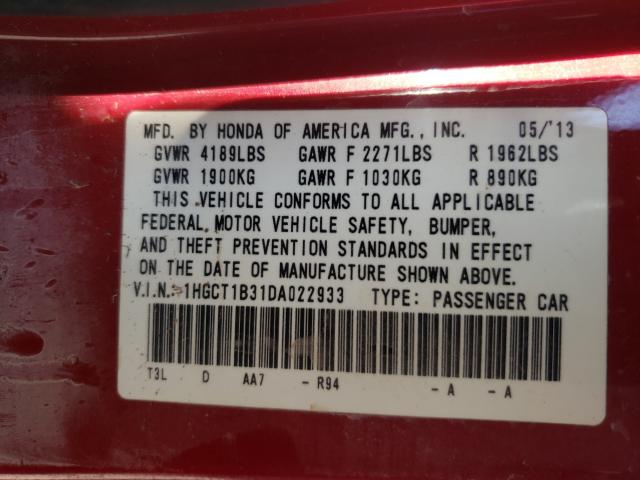 MFD. BY HONDA OF AMERICA MFG., INC. 05/'13
GVWR 4189LBS GAWR F 2271LBS R 1962LBS
GVWR 1900KG GAWR F 1030KG R 890KG
THIS VEHICLE CONFORMS TO ALL APPLICABLE
FEDERAL MOTOR VEHICLE SAFETY, BUMPER,
AND THEFT PREVENTION STANDARDS IN EFFECT
ON THE DATE OF MANUFACTURE SHOWN ABOVE.
V.I.N.: 1HGCT1B31DA022933 TYPE: PASSENGER CAR
T3L D AA7 - R94 - A - A